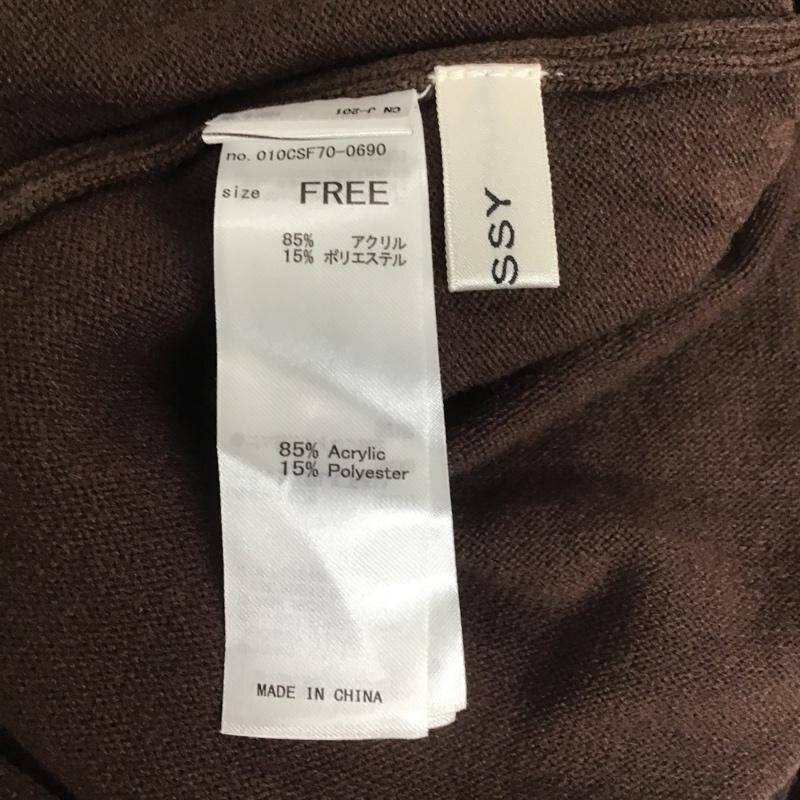 CN J-201
no. 010CSF70-0690
size FREE
85% アクリル
15% ポリエステル
85% Acrylic
15% Polyester
MADE IN CHINA
SSY